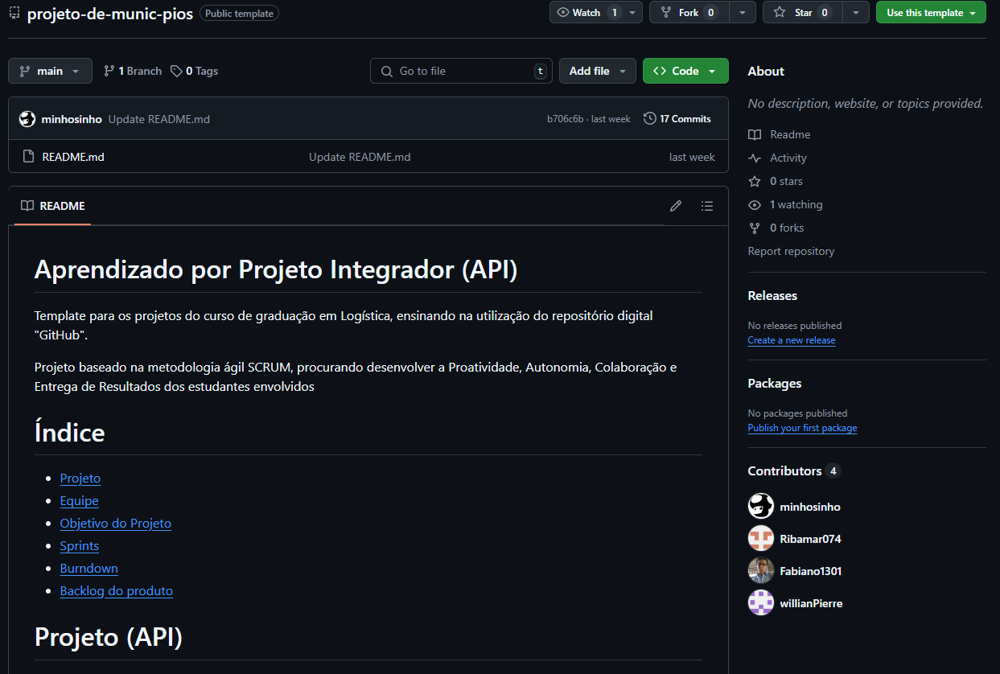 projeto-de-munic-pios Public template Watch 1 Fork 0 Star 0 Use this template
main 1 Branch 0 Tags Go to file t Add file Code
minhosinho Update README.md b706c6b · last week 17 Commits
README.md Update README.md last week
README
Aprendizado por Projeto Integrador (API)
Template para os projetos do curso de graduação em Logística, ensinando na utilização do repositório digital
"GitHub".
Projeto baseado na metodologia ágil SCRUM, procurando desenvolver a Proatividade, Autonomia, Colaboração e
Entrega de Resultados dos estudantes envolvidos
Índice
Projeto
Equipe
Objetivo do Projeto
Sprints
Burndown
Backlog do produto
Projeto (API)
About
No description, website, or topics provided.
Readme
Activity
0 stars
1 watching
0 forks
Report repository
Releases
No releases published
Create a new release
Packages
No packages published
Publish your first package
Contributors 4
minhosinho
Ribamar074
Fabiano1301
willianPierre